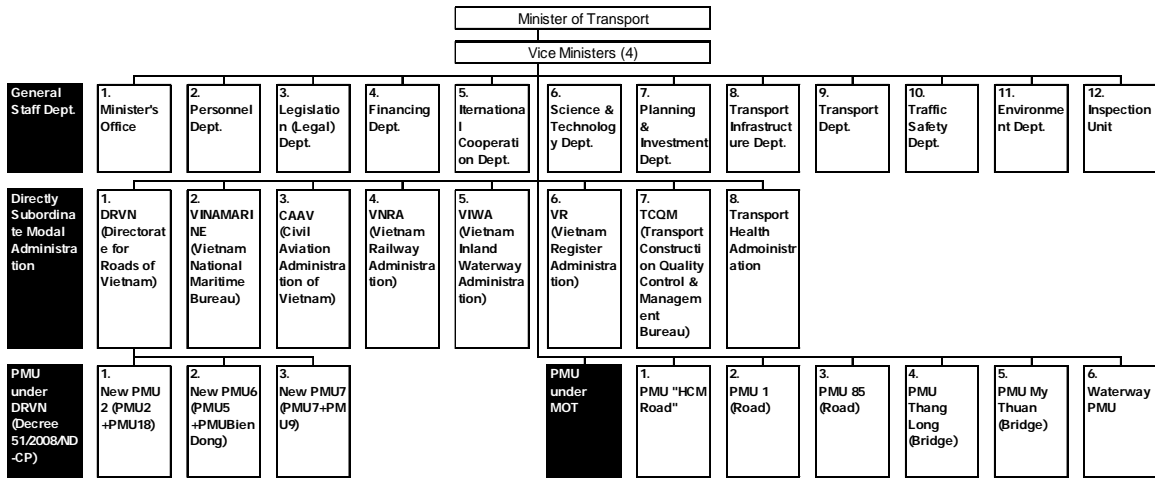 Minister of Transport
Vice Ministers (4)
General
Staff Dept.
1.
Minister's
Office
2.
Personnel
Dept.
3.
Legislatio
n (Legal)
Dept.
4.
Financing
Dept.
5.
Iternational
l
Cooperati
on Dept.
6.
Science &
Technolog
y Dept.
7.
Planning
&
Investment
Dept.
8.
Transport
Infrastruct
ure Dept.
9.
Transport
Dept.
10.
Traffic
Safety
Dept.
11.
Environme
nt Dept.
12.
Inspection
Unit
Directly
Subordina
te Modal
Administra
tion
1.
DRVN
(Directorat
e for
Roads of
Vietnam)
2.
VINAMARI
NE
(Vietnam
National
Maritime
Bureau)
3.
CAAV
(Civil
Aviation
Administra
tion of
Vietnam)
4.
VNRA
(Vietnam
Railway
Administra
tion)
5.
VIWA
(Vietnam
Inland
Waterway
Administra
tion)
6.
VR
(Vietnam
Register
Administra
tion)
7.
TCQM
(Transport
Constructi
on Quality
Control &
Managem
ent
Bureau)
8.
Transport
Health
Admoinistr
ation
PMU
under
DRVN
(Decree
51/2008/ND
-CP)
1.
New PMU
2 (PMU2
+PMU18)
2.
New PMU6
(PMU5
+PMUBien
Dong)
3.
New PMU7
(PMU7+PM
U9)
PMU
under
MOT
1.
PMU "HCM
Road"
2.
PMU 1
(Road)
3.
PMU 85
(Road)
4.
PMU
Thang
Long
(Bridge)
5.
PMU My
Thuan
(Bridge)
6.
Waterway
PMU